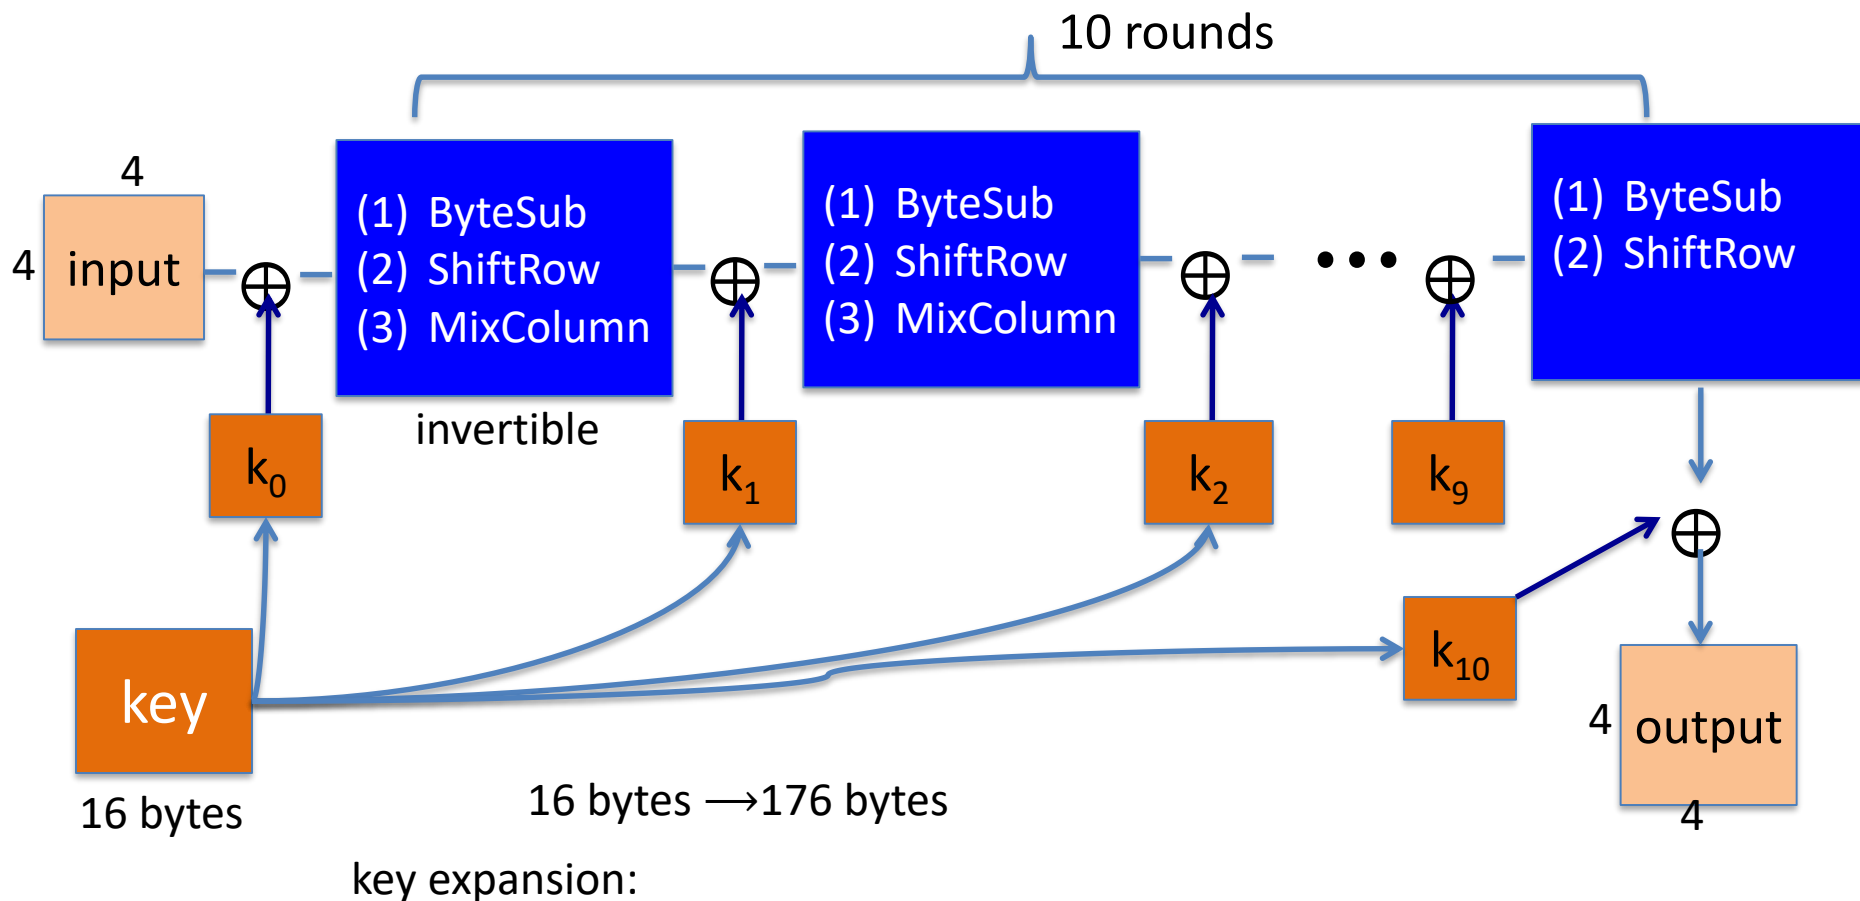 10 rounds
4
4
input
(1) ByteSub
(2) ShiftRow
(3) MixColumn
invertible
(1) ByteSub
(2) ShiftRow
(3) MixColumn
•••
(1) ByteSub
(2) ShiftRow
k₀
k₁
k₂
k₉
k₁₀
key
16 bytes
16 bytes ⟶176 bytes
key expansion:
4
output
4